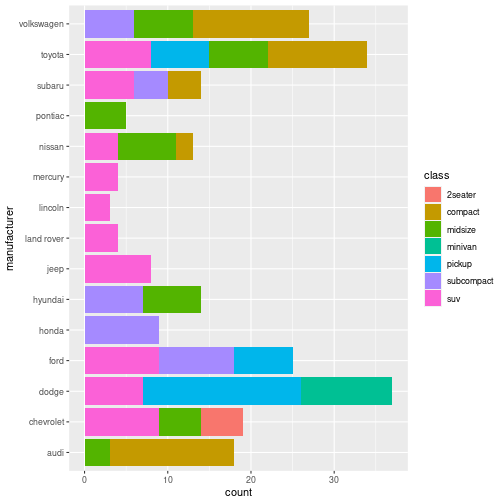 volkswagen
toyota
subaru
pontiac
nissan
mercury
lincoln
land rover
jeep
hyundai
honda
ford
dodge
chevrolet
audi
manufacturer
0 10 20 30
count
class
2seater
compact
midsize
minivan
pickup
subcompact
suv